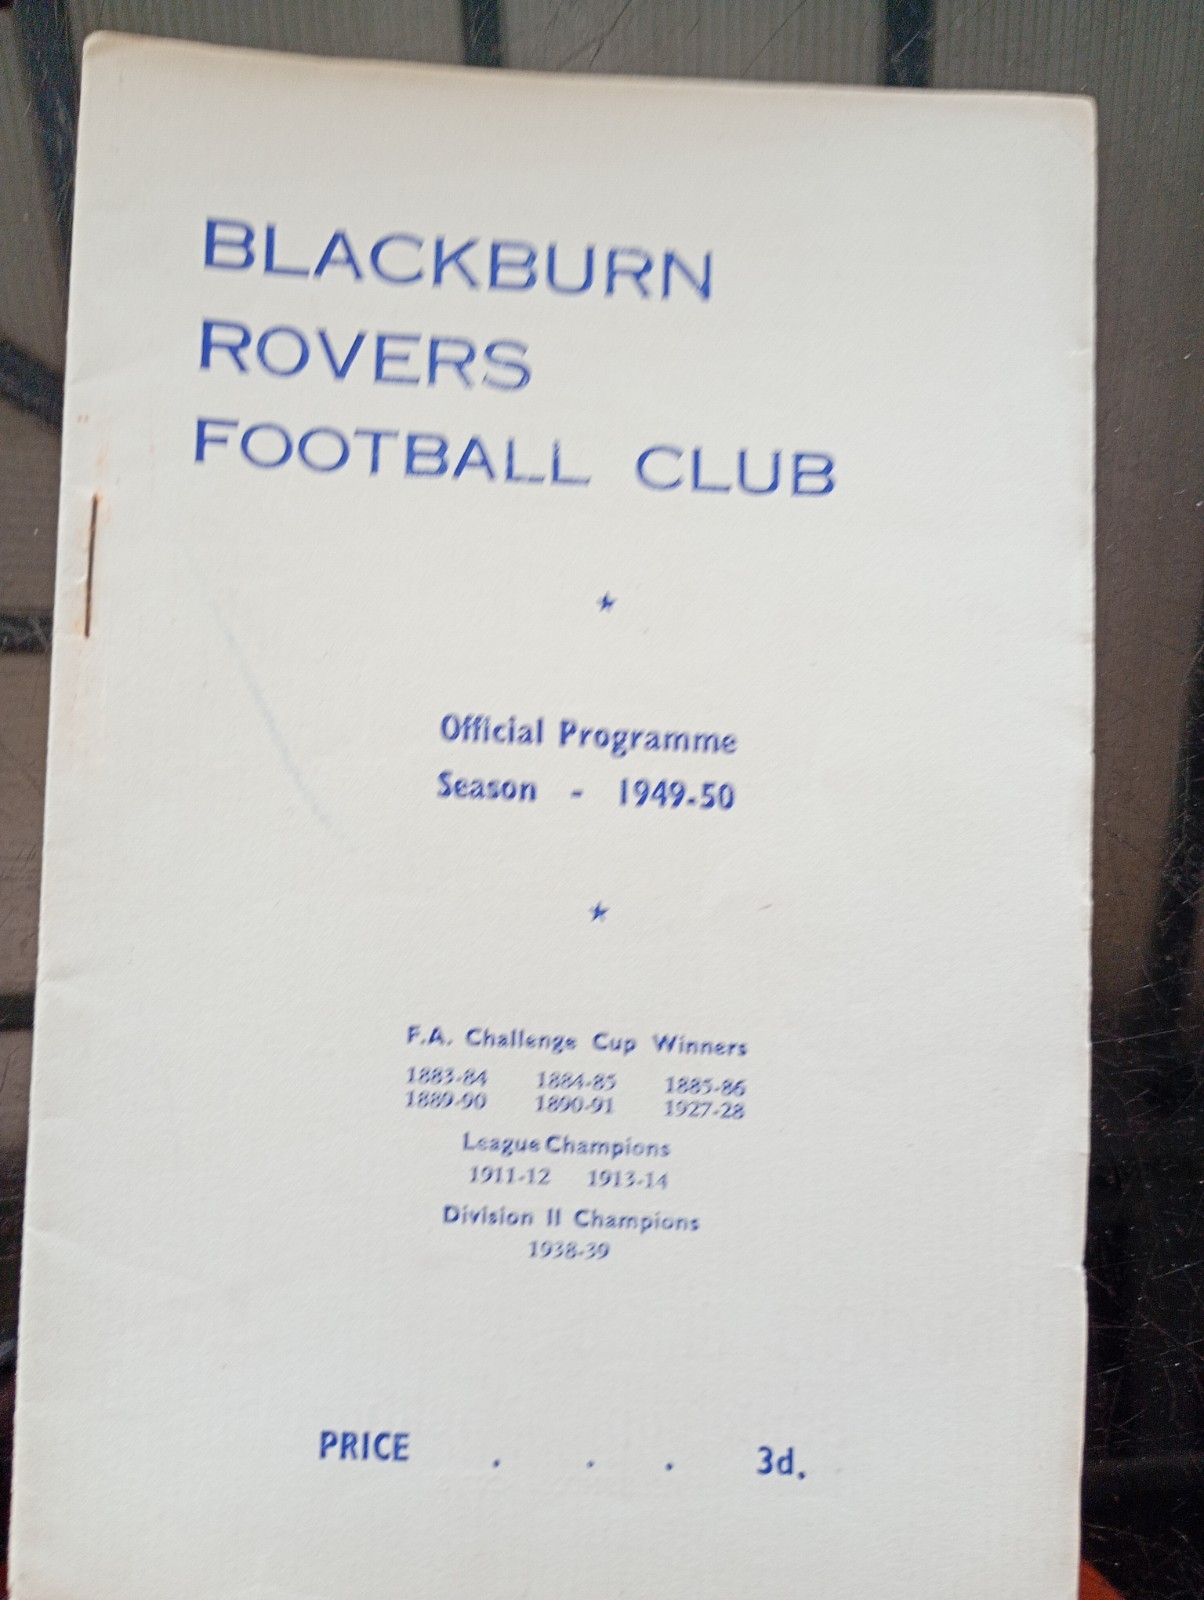 BLACKBURN
ROVERS
FOOTBALL CLUB
Official Programme
Season - 1949-50
F.A. Challenge Cup Winners
1883-84 1884-85 1885-86
1889-90 1890-91 1927-28
League Champions
1911-12 1913-14
Division II Champions
1938-39
PRICE . . . 3d.